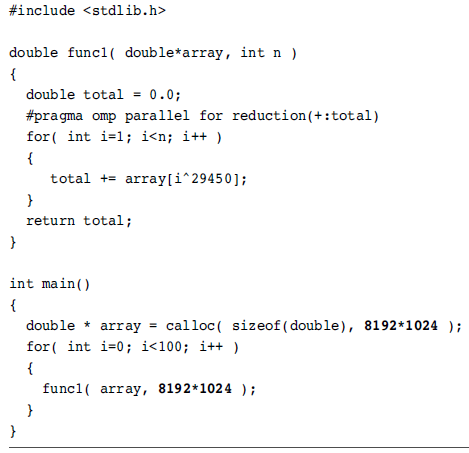 #include <stdlib.h>
double func1( double*array, int n )
{
double total = 0.0;
#pragma omp parallel for reduction(+:total)
for( int i=1; i<n; i++ )
{
total += array[i^29450];
}
return total;
}
int main()
{
double * array = calloc( sizeof(double), 8192*1024 );
for( int i=0; i<100; i++ )
{
func1( array, 8192*1024 );
}
}